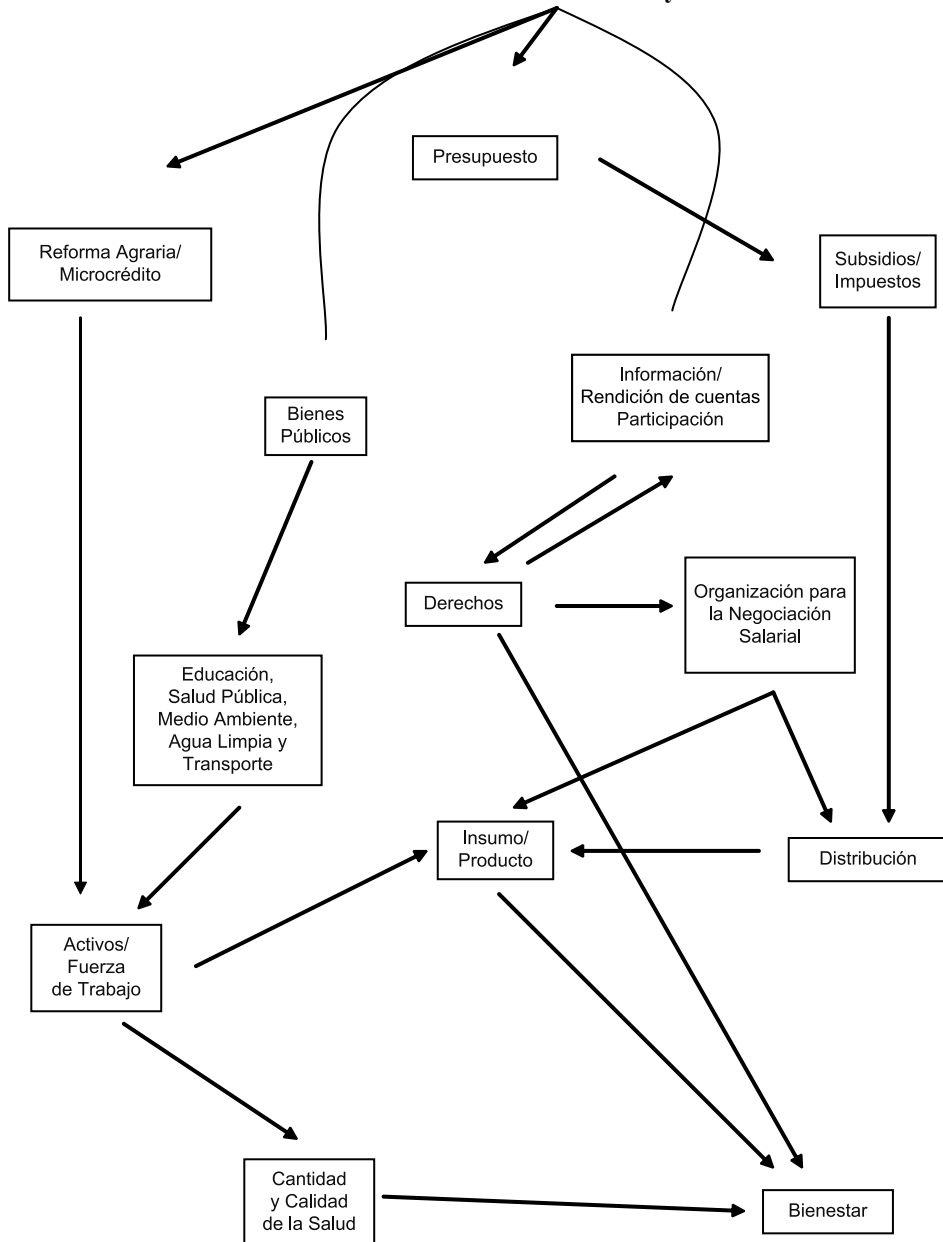 y
Presupuesto
Reforma Agraria/
Microcrédito
Subsidios/
Impuestos
Información/
Rendición de cuentas
Participación
Bienes
Públicos
Derechos
Organización para
la Negociación
Salarial
Educación,
Salud Pública,
Medio Ambiente,
Agua Limpia y
Transporte
Insumo/
Producto
Distribución
Activos/
Fuerza
de Trabajo
Cantidad
y Calidad
de la Salud
Bienestar